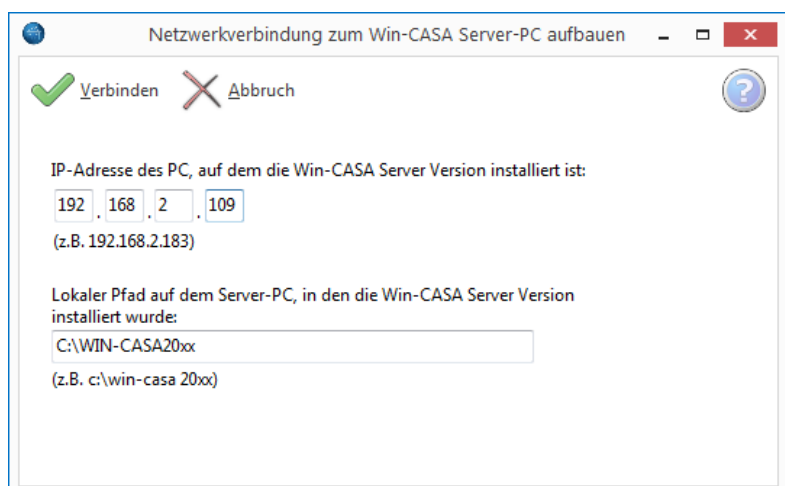 Netzwerkverbindung zum Win-CASA Server-PC aufbauen
Verbinden Abbruch ?
IP-Adresse des PC, auf dem die Win-CASA Server Version installiert ist:
192 . 168 . 2 . 109
(z.B. 192.168.2.183)
Lokaler Pfad auf dem Server-PC, in den die Win-CASA Server Version
installiert wurde:
C:\WIN-CASA20xx
(z.B. c:\win-casa 20xx)